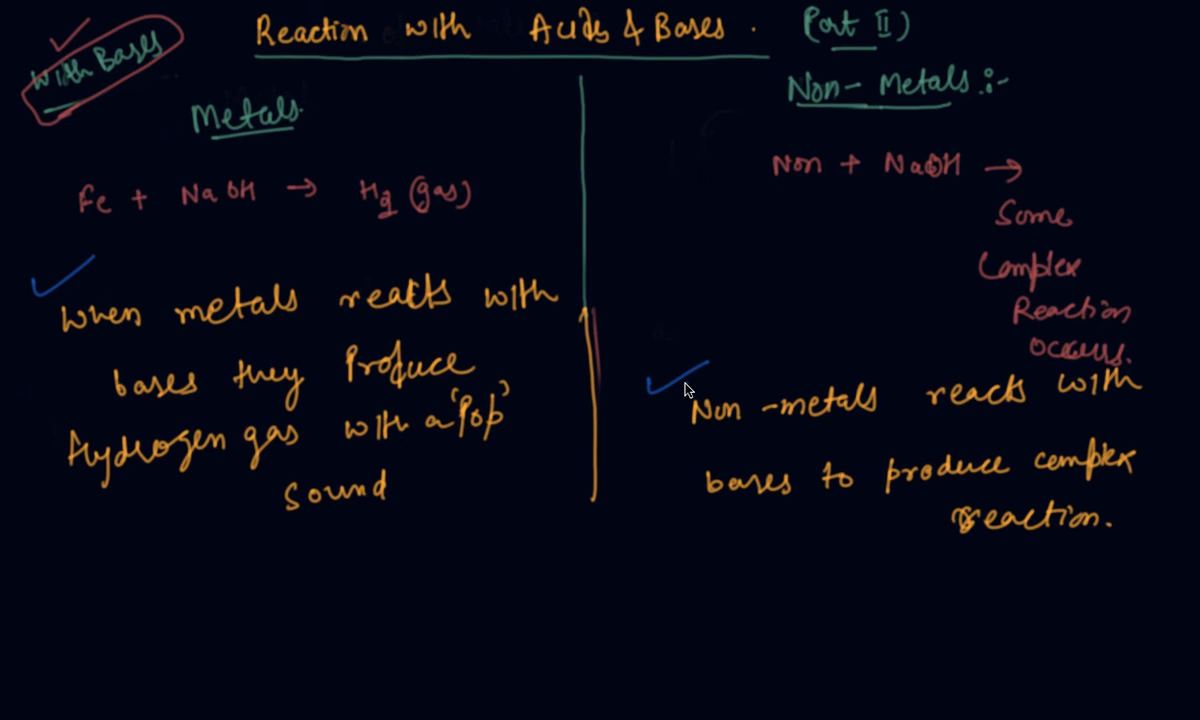 Reaction with Acids & Bases . Part II)
With Bases
Metals
Fe + NaOH → H2 (gas)
When metals reacts with
bases they Produce
Hydrogen gas with a 'Pop'
Sound
Non - Metals :-
Non + NaOH →
Some
Complex
Reaction
occurs.
Non - metals reacts with
bases to produce complex
reaction.